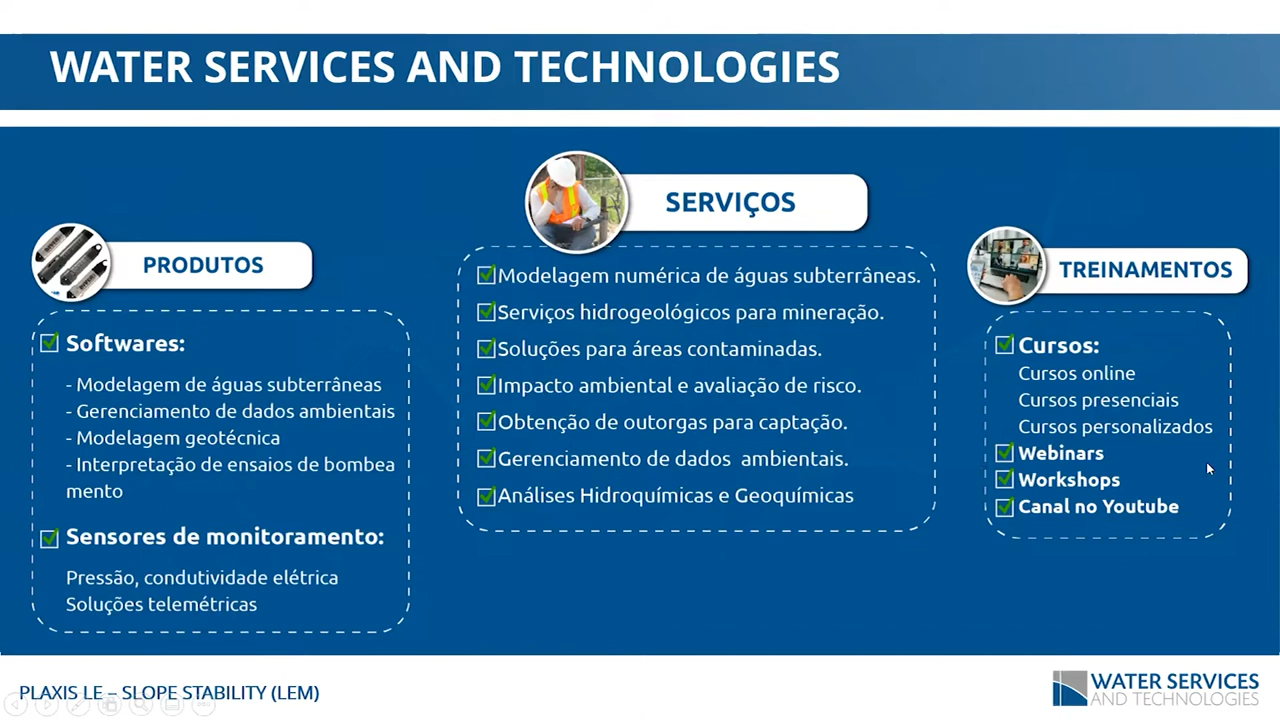 WATER SERVICES AND TECHNOLOGIES
PRODUTOS
Softwares:
- Modelagem de águas subterrâneas
- Gerenciamento de dados ambientais
- Modelagem geotécnica
- Interpretação de ensaios de bombea
mento
Sensores de monitoramento:
Pressão, condutividade elétrica
Soluções telemétricas
SERVIÇOS
Modelagem numérica de águas subterrâneas.
Serviços hidrogeológicos para mineração.
Soluções para áreas contaminadas.
Impacto ambiental e avaliação de risco.
Obtenção de outorgas para captação.
Gerenciamento de dados  ambientais.
Análises Hidroquímicas e Geoquímicas
TREINAMENTOS
Cursos:
Cursos online
Cursos presenciais
Cursos personalizados
Webinars
Workshops
Canal no Youtube
PLAXIS LE – SLOPE STABILITY (LEM)
WATER SERVICES
AND TECHNOLOGIES